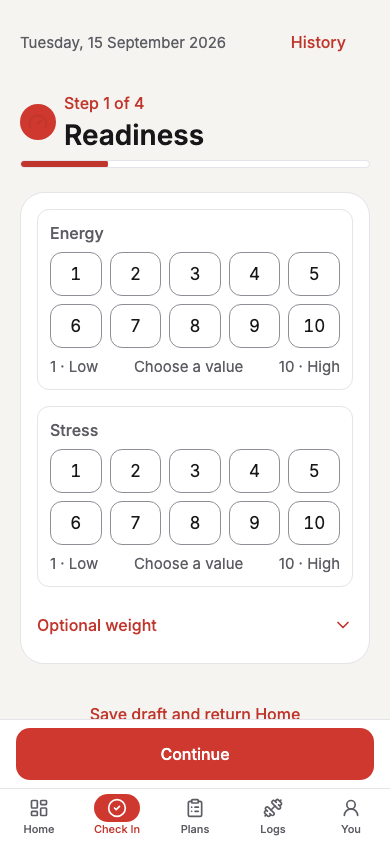 Tuesday, 15 September 2026
History
Step 1 of 4
Readiness
Energy
1 2 3 4 5
6 7 8 9 10
1 · Low Choose a value 10 · High
Stress
1 2 3 4 5
6 7 8 9 10
1 · Low Choose a value 10 · High
Optional weight
Save draft and return Home
Continue
Home Check In Plans Logs You